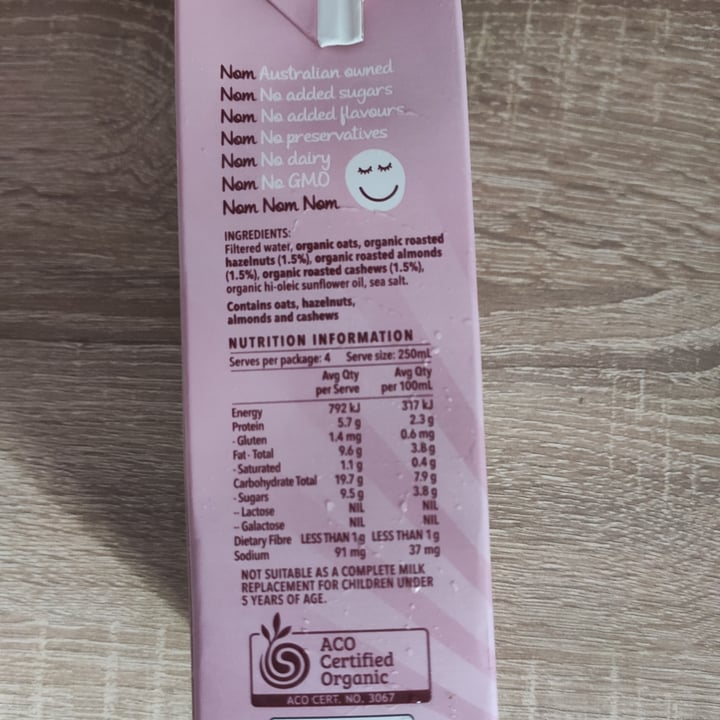 Nom Australian owned
Nom No added sugars
Nom No added flavours
Nom No preservatives
Nom No dairy
Nom No GMO
Nom Nom Nom
INGREDIENTS:
Filtered water, organic oats, organic roasted
hazelnuts (1.5%), organic roasted almonds
(1.5%), organic roasted cashews (1.5%),
organic hi-oleic sunflower oil, sea salt.
Contains oats, hazelnuts,
almonds and cashews
NUTRITION INFORMATION
Serves per package: 4 Serve size: 250mL
Avg Qty Avg Qty
per Serve per 100mL
Energy 792 kJ 317 kJ
Protein 5.7 g 2.3 g
- Gluten 1.4 mg 0.6 mg
Fat - Total 9.6 g 3.8 g
- Saturated 1.1 g 0.4 g
Carbohydrate Total 19.7 g 7.9 g
- Sugars 9.5 g 3.8 g
-- Lactose NIL NIL
-- Galactose NIL NIL
Dietary Fibre LESS THAN 1g LESS THAN 1g
Sodium 91 mg 37 mg
NOT SUITABLE AS A COMPLETE MILK
REPLACEMENT FOR CHILDREN UNDER
5 YEARS OF AGE.
ACO
Certified
Organic
ACO CERT. NO. 3067